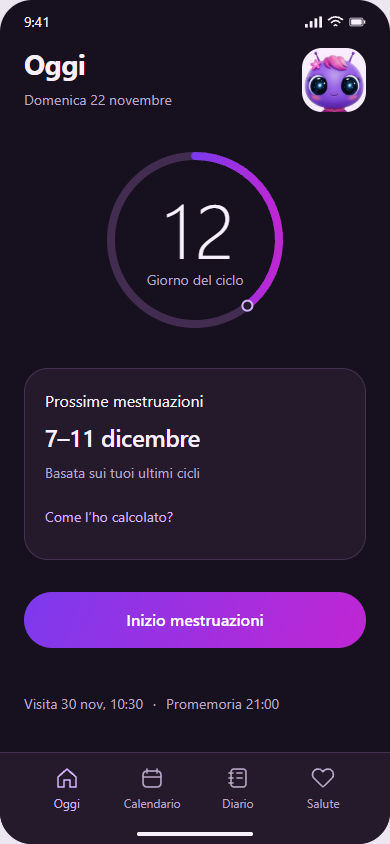 9:41
Oggi
Domenica 22 novembre
12
Giorno del ciclo
Prossime mestruazioni
7–11 dicembre
Basata sui tuoi ultimi cicli
Come l’ho calcolato?
Inizio mestruazioni
Visita 30 nov, 10:30 · Promemoria 21:00
Oggi Calendario Diario Salute